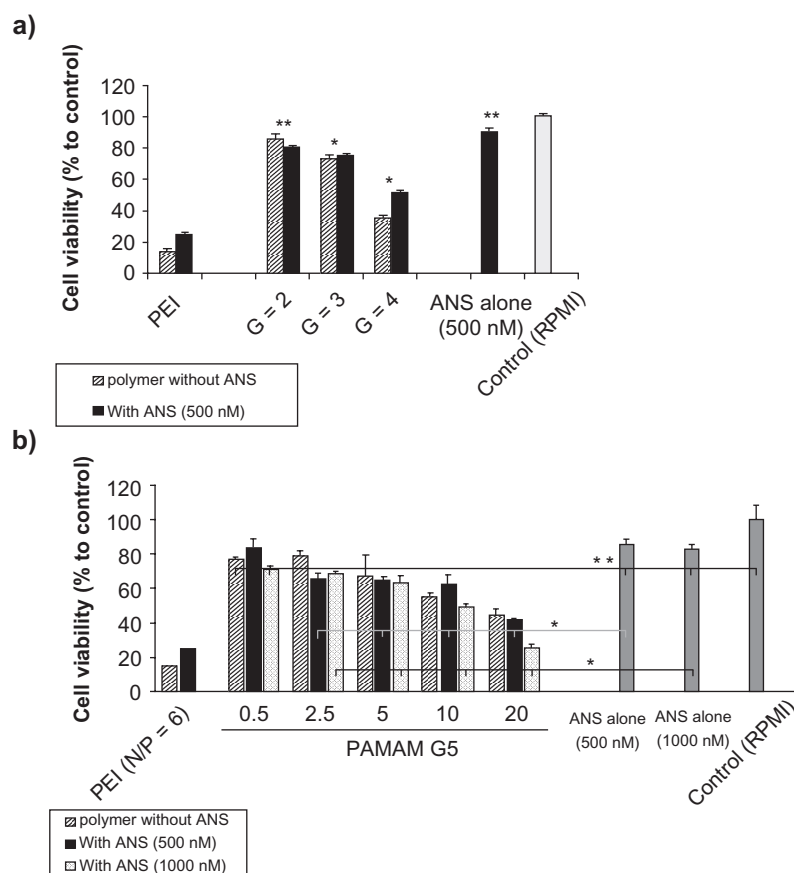 a)
Cell viability (% to control)
120
100
80
60
40
20
0
**
*
*
**
PEI
G = 2
G = 3
G = 4
ANS alone
(500 nM)
Control (RPMI)
polymer without ANS
With ANS (500 nM)
b)
Cell viability (% to control)
120
100
80
60
40
20
0
* *
*
*
PEI (N/P = 6)
0.5 2.5 5 10 20
PAMAM G5
ANS alone
(500 nM)
ANS alone
(1000 nM)
Control (RPMI)
polymer without ANS
With ANS (500 nM)
With ANS (1000 nM)